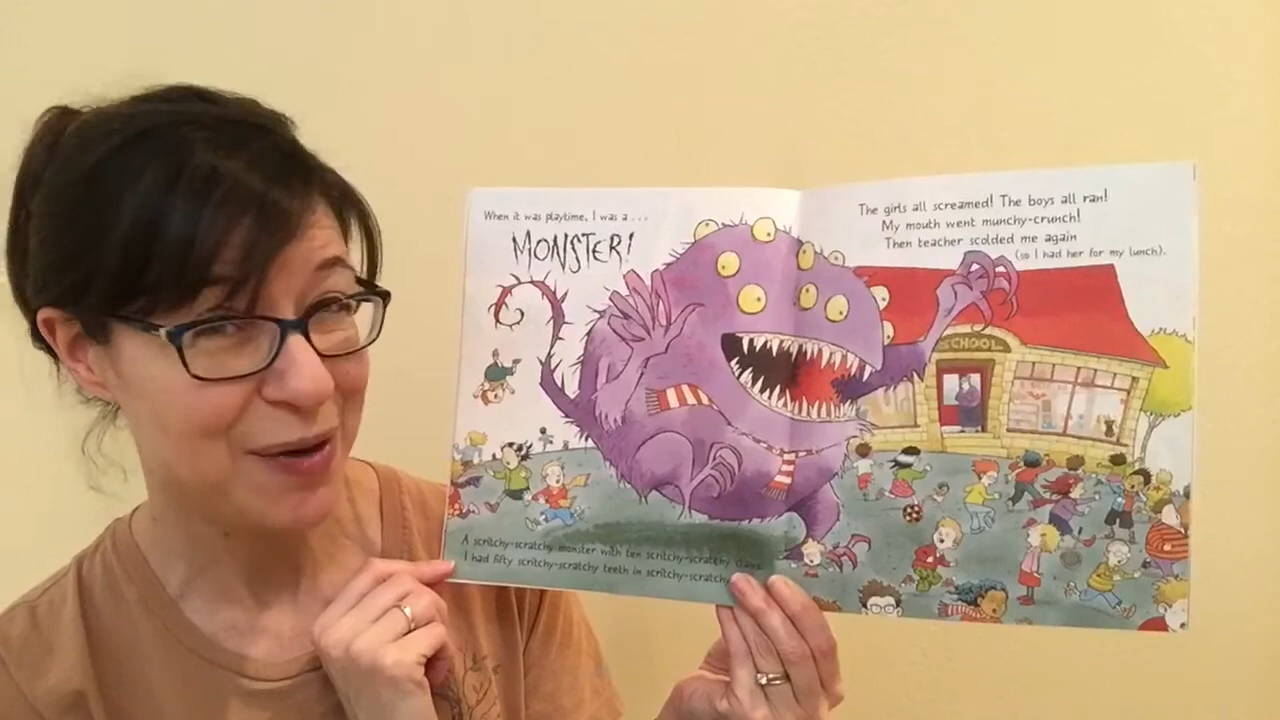 When it was playtime, I was a ...
MONSTER!
A scritchy-scratchy monster with ten scritchy-scratchy claws.
I had fifty scritchy-scratchy teeth in scritchy-scratchy
The girls all screamed! The boys all ran!
My mouth went munchy-crunch!
Then teacher scolded me again
(so I had her for my lunch).
SCHOOL